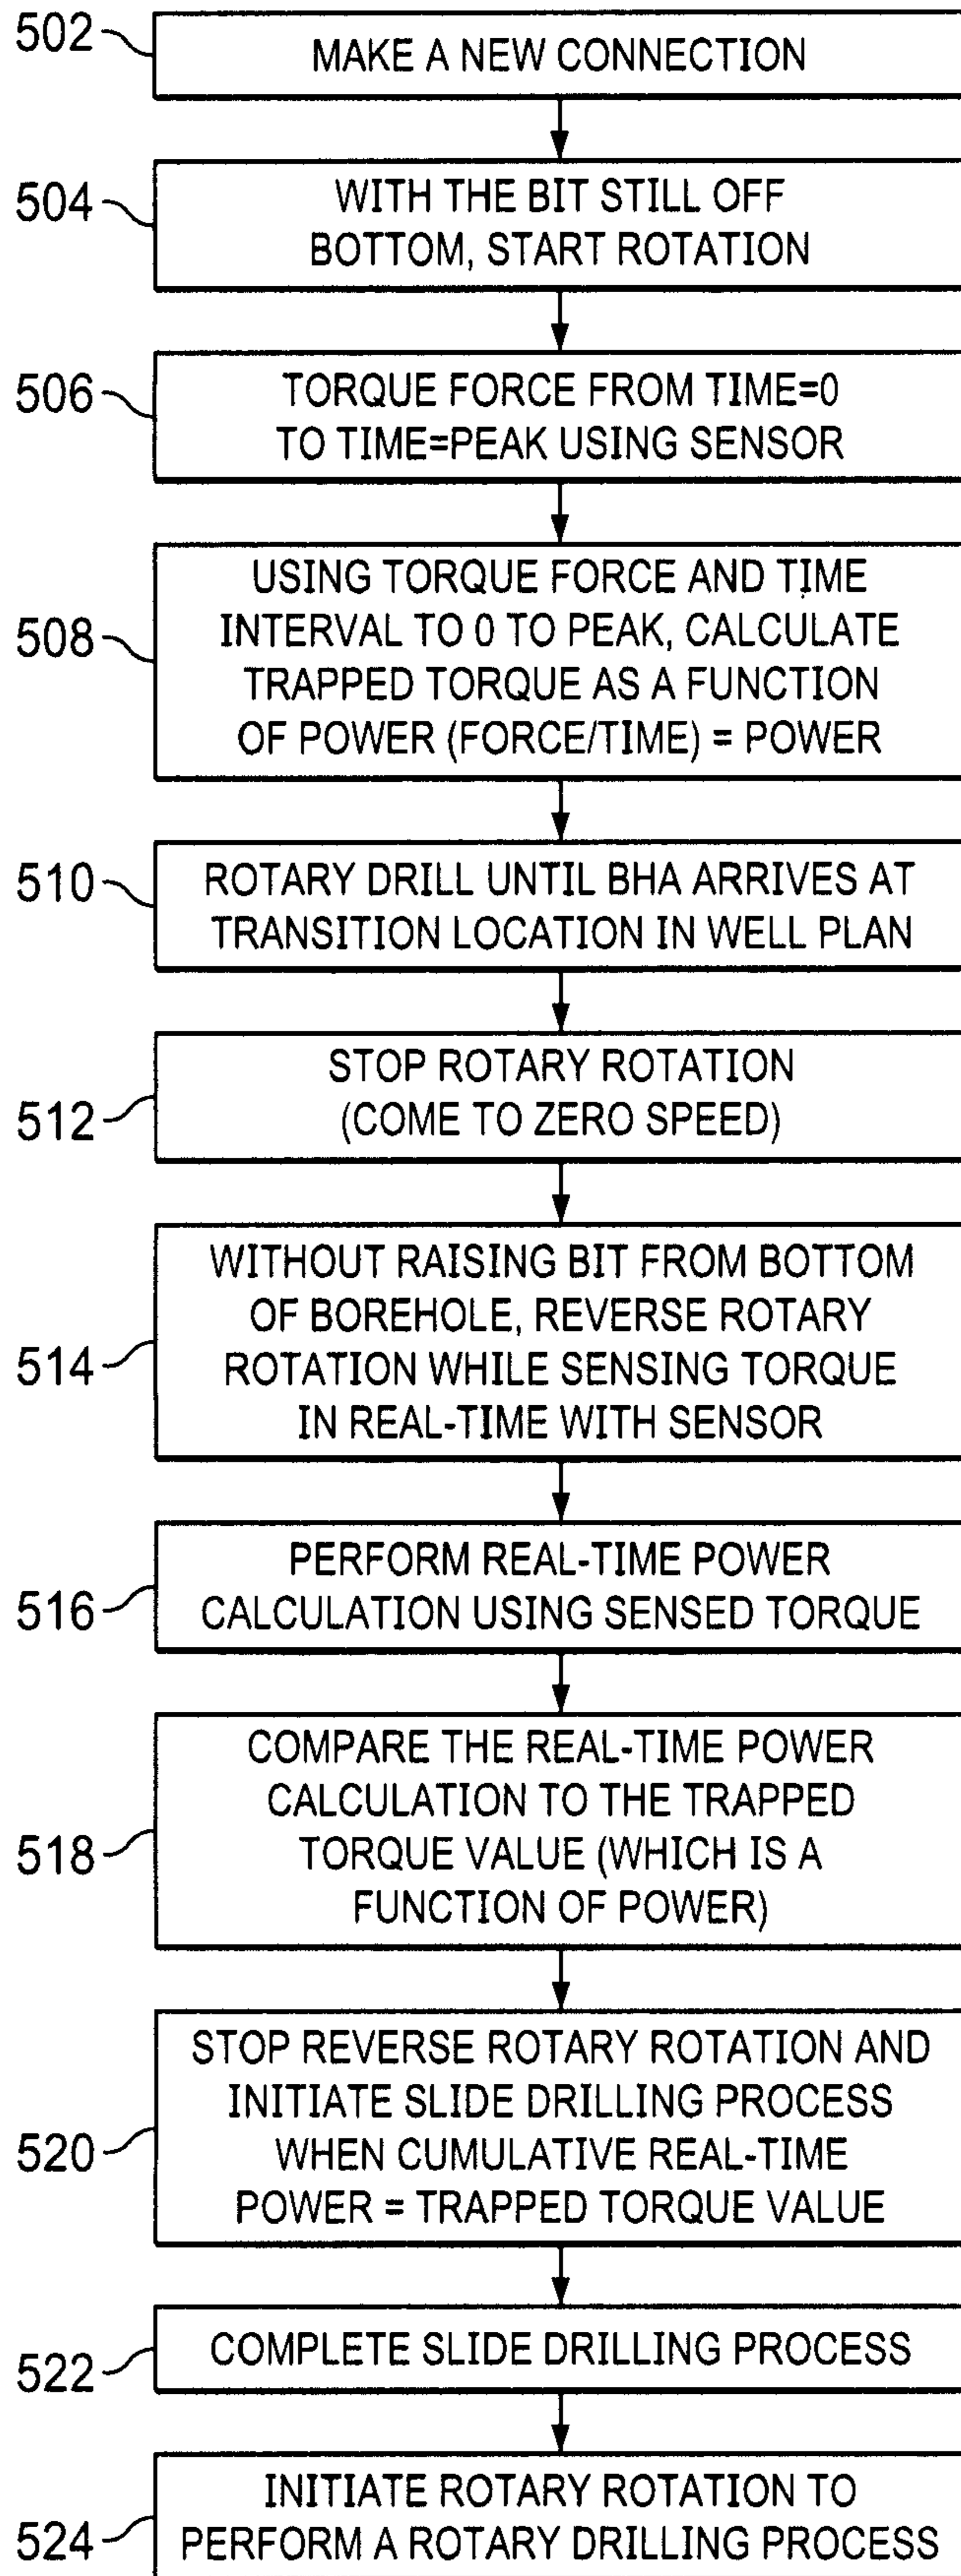 502
MAKE A NEW CONNECTION
504
WITH THE BIT STILL OFF
BOTTOM, START ROTATION
506
TORQUE FORCE FROM TIME=0
TO TIME=PEAK USING SENSOR
508
USING TORQUE FORCE AND TIME
INTERVAL TO 0 TO PEAK, CALCULATE
TRAPPED TORQUE AS A FUNCTION
OF POWER (FORCE/TIME) = POWER
510
ROTARY DRILL UNTIL BHA ARRIVES AT
TRANSITION LOCATION IN WELL PLAN
512
STOP ROTARY ROTATION
(COME TO ZERO SPEED)
514
WITHOUT RAISING BIT FROM BOTTOM
OF BOREHOLE, REVERSE ROTARY
ROTATION WHILE SENSING TORQUE
IN REAL-TIME WITH SENSOR
516
PERFORM REAL-TIME POWER
CALCULATION USING SENSED TORQUE
518
COMPARE THE REAL-TIME POWER
CALCULATION TO THE TRAPPED
TORQUE VALUE (WHICH IS A
FUNCTION OF POWER)
520
STOP REVERSE ROTARY ROTATION AND
INITIATE SLIDE DRILLING PROCESS
WHEN CUMULATIVE REAL-TIME
POWER = TRAPPED TORQUE VALUE
522
COMPLETE SLIDE DRILLING PROCESS
524
INITIATE ROTARY ROTATION TO
PERFORM A ROTARY DRILLING PROCESS